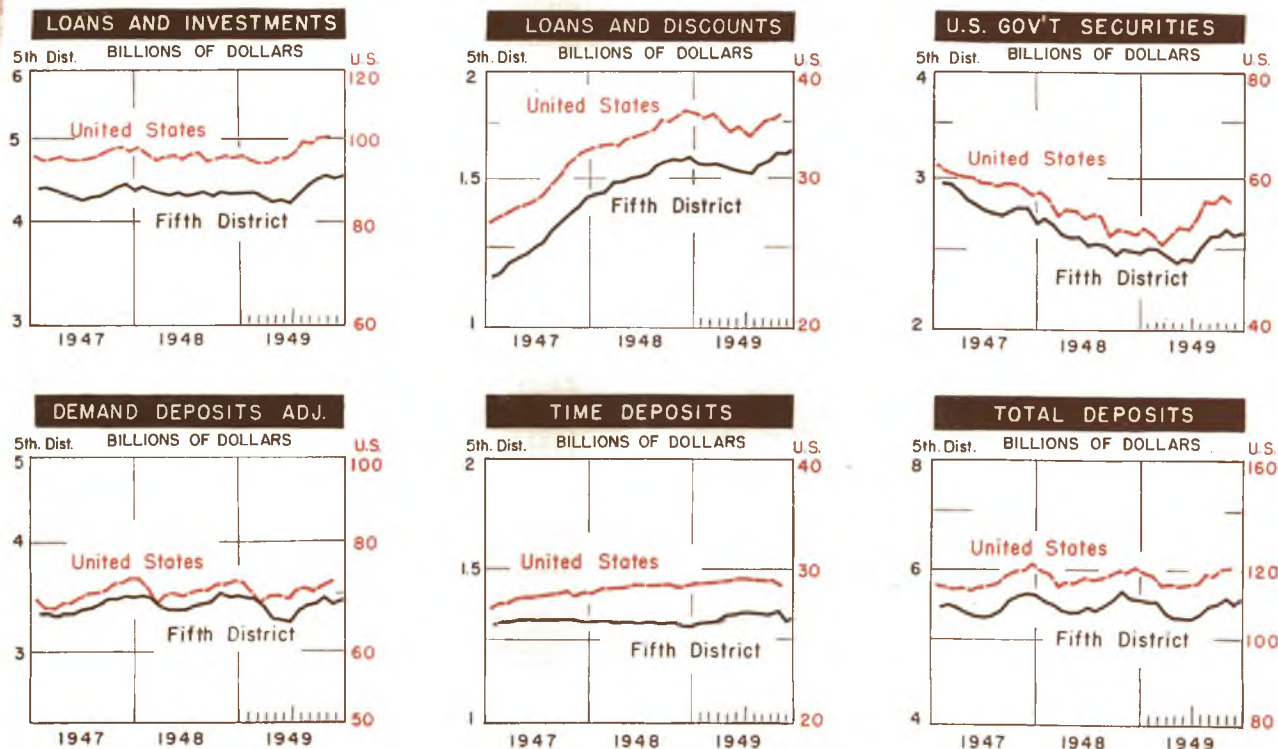 LOANS AND INVESTMENTS
5th Dist. BILLIONS OF DOLLARS U.S.
6 120
United States
5 100
Fifth District
4 80
3 60
1947 1948 1949
LOANS AND DISCOUNTS
5th. Dist. BILLIONS OF DOLLARS U.S.
2 40
United States
1.5 30
Fifth District
1 20
1947 1948 1949
U.S. GOV'T SECURITIES
5th Dist. BILLIONS OF DOLLARS U.S.
4 80
United States
3 60
Fifth District
2 40
1947 1948 1949
DEMAND DEPOSITS ADJ.
5th. Dist. BILLIONS OF DOLLARS U.S.
5 100
4 80
United States
Fifth District
3 60
50
1947 1948 1949
TIME DEPOSITS
5th. Dist. BILLIONS OF DOLLARS U.S.
2 40
United States
1.5 30
Fifth District
1 20
1947 1948 1949
TOTAL DEPOSITS
5th. Dist. BILLIONS OF DOLLARS U.S.
8 160
United States
6 120
Fifth District
100
4 80
1947 1948 1949